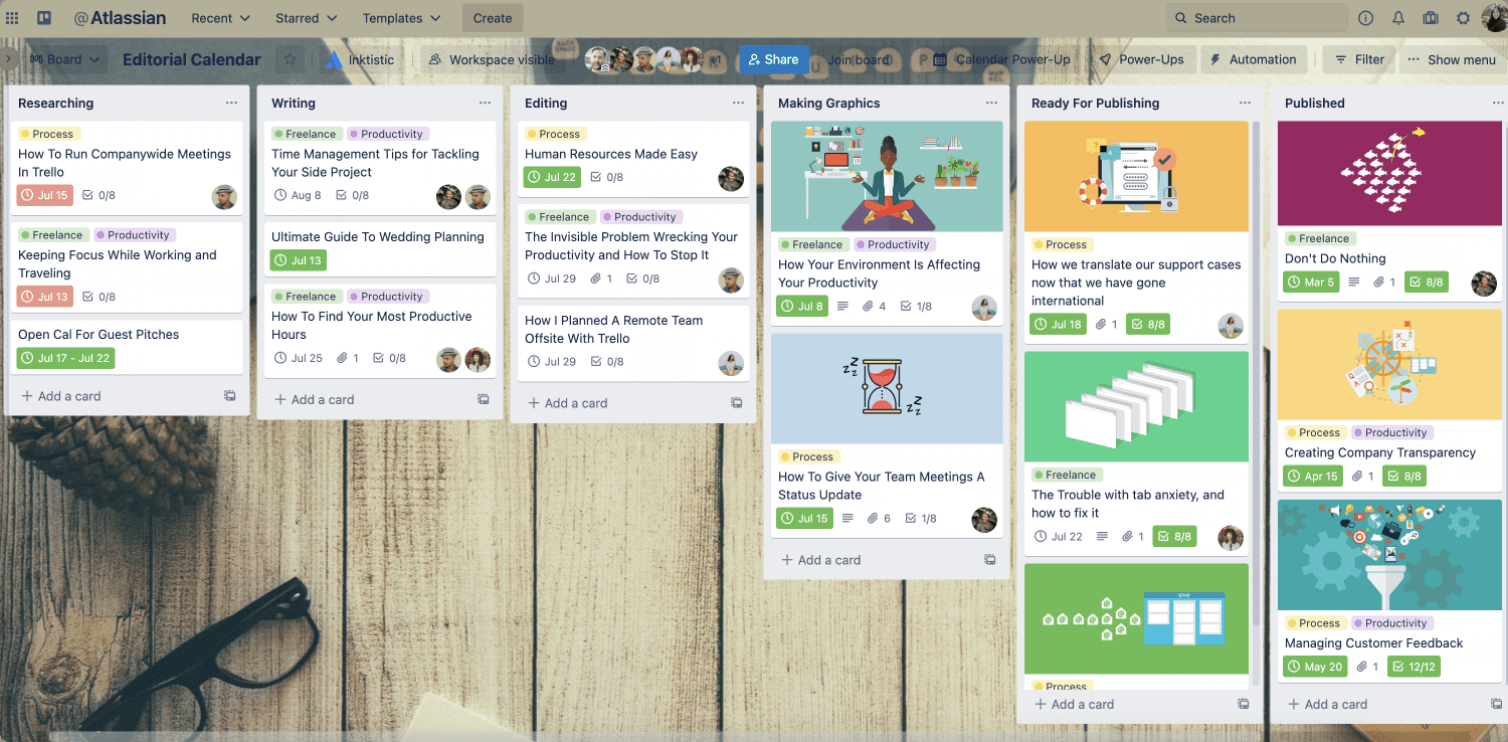 @Atlassian
Recent
Starred
Templates
Create
Search
Board
Editorial Calendar
Inktistic
Workspace visible
+1
Share
Join board
Calendar Power-Up
Power-Ups
Automation
Filter
Show menu
Researching
Process
How To Run Companywide Meetings
In Trello
Jul 15
0/8
Freelance Productivity
Keeping Focus While Working and
Traveling
Jul 13
0/8
Open Cal For Guest Pitches
Jul 17 - Jul 22
+ Add a card
Writing
Freelance Productivity
Time Management Tips for Tackling
Your Side Project
Aug 8
0/8
Ultimate Guide To Wedding Planning
Jul 13
Freelance Productivity
How To Find Your Most Productive
Hours
Jul 25
1
0/8
+ Add a card
Editing
Process
Human Resources Made Easy
Jul 22
0/8
Freelance Productivity
The Invisible Problem Wrecking Your
Productivity and How To Stop It
Jul 29
1
0/8
How I Planned A Remote Team
Offsite With Trello
Jul 29
0/8
+ Add a card
Making Graphics
Freelance Productivity
How Your Environment Is Affecting
Your Productivity
Jul 8
4
1/8
zzz
zzz
Process
How To Give Your Team Meetings A
Status Update
Jul 15
6
1/8
+ Add a card
Ready For Publishing
Process
How we translate our support cases
now that we have gone
international
Jul 18
1
8/8
Freelance
The Trouble with tab anxiety, and
how to fix it
Jul 22
1
8/8
Process
+ Add a card
Published
Freelance
Don't Do Nothing
Mar 5
1
8/8
Process Productivity
Creating Company Transparency
Apr 15
1
8/8
Process Productivity
Managing Customer Feedback
May 20
1
12/12
+ Add a card